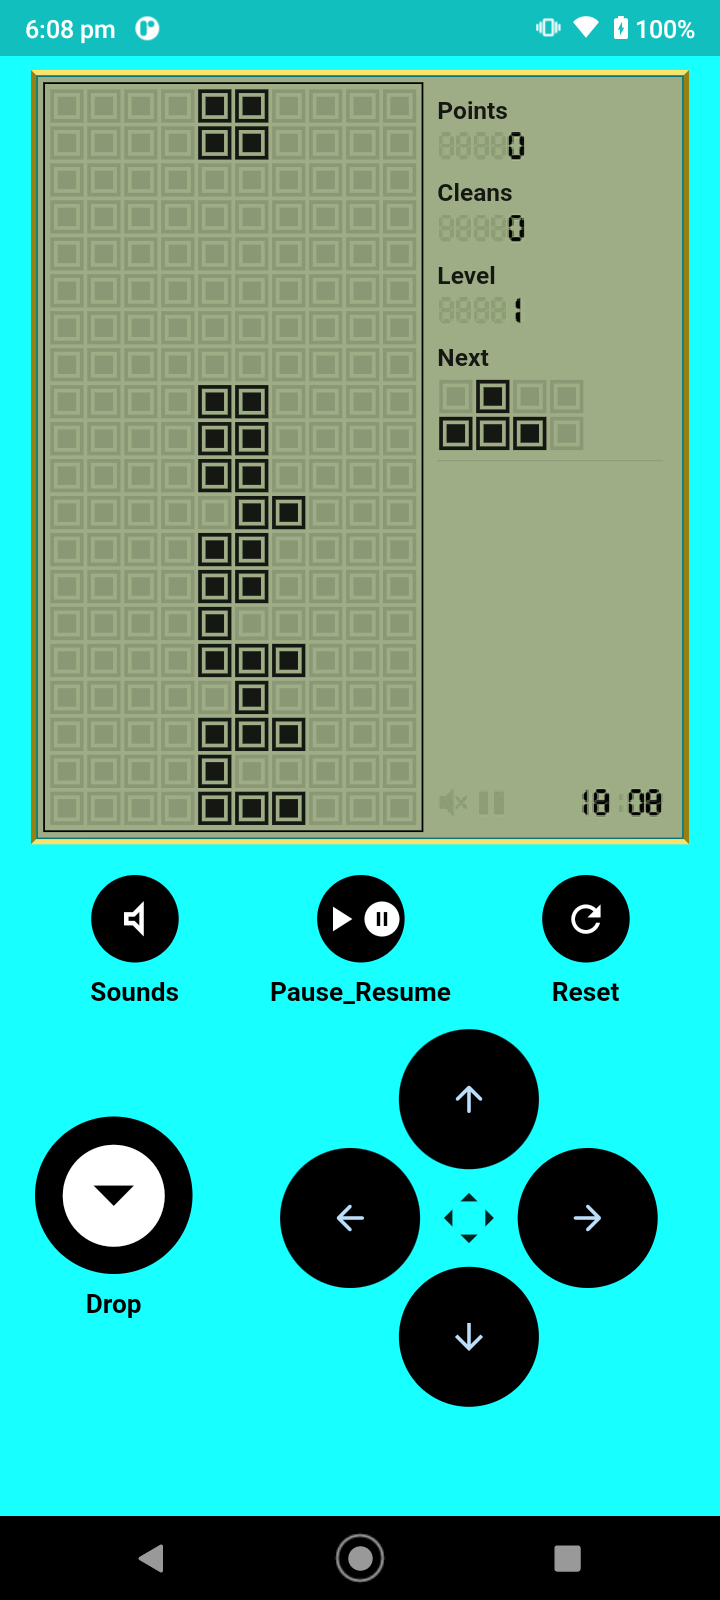 6:08 pm 100%
Points
0
Cleans
0
Level
1
Next
18:08
Sounds Pause_Resume Reset
Drop